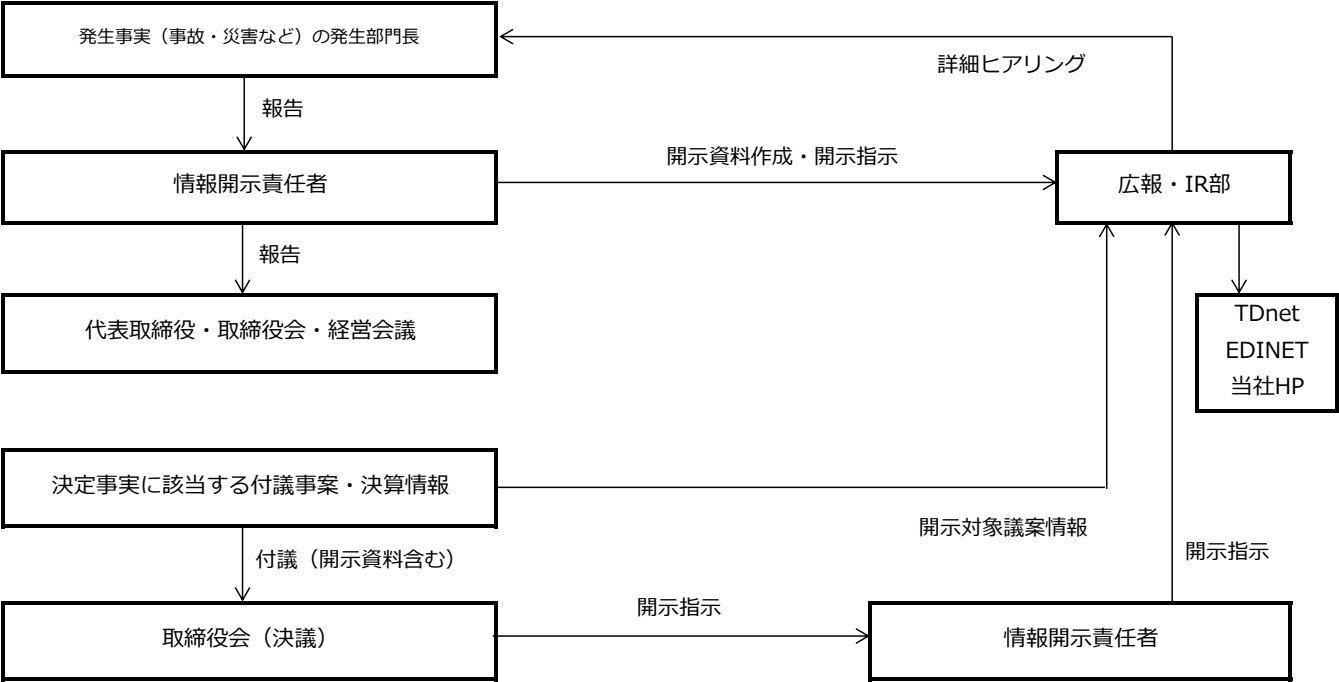 発生事実（事故・災害など）の発生部門長
詳細ヒアリング
報告
開示資料作成・開示指示
情報開示責任者
広報・IR部
報告
代表取締役・取締役会・経営会議
TDnet
EDINET
当社HP
決定事実に該当する付議事案・決算情報
開示対象議案情報
付議（開示資料含む）
開示指示
開示指示
取締役会（決議）
情報開示責任者